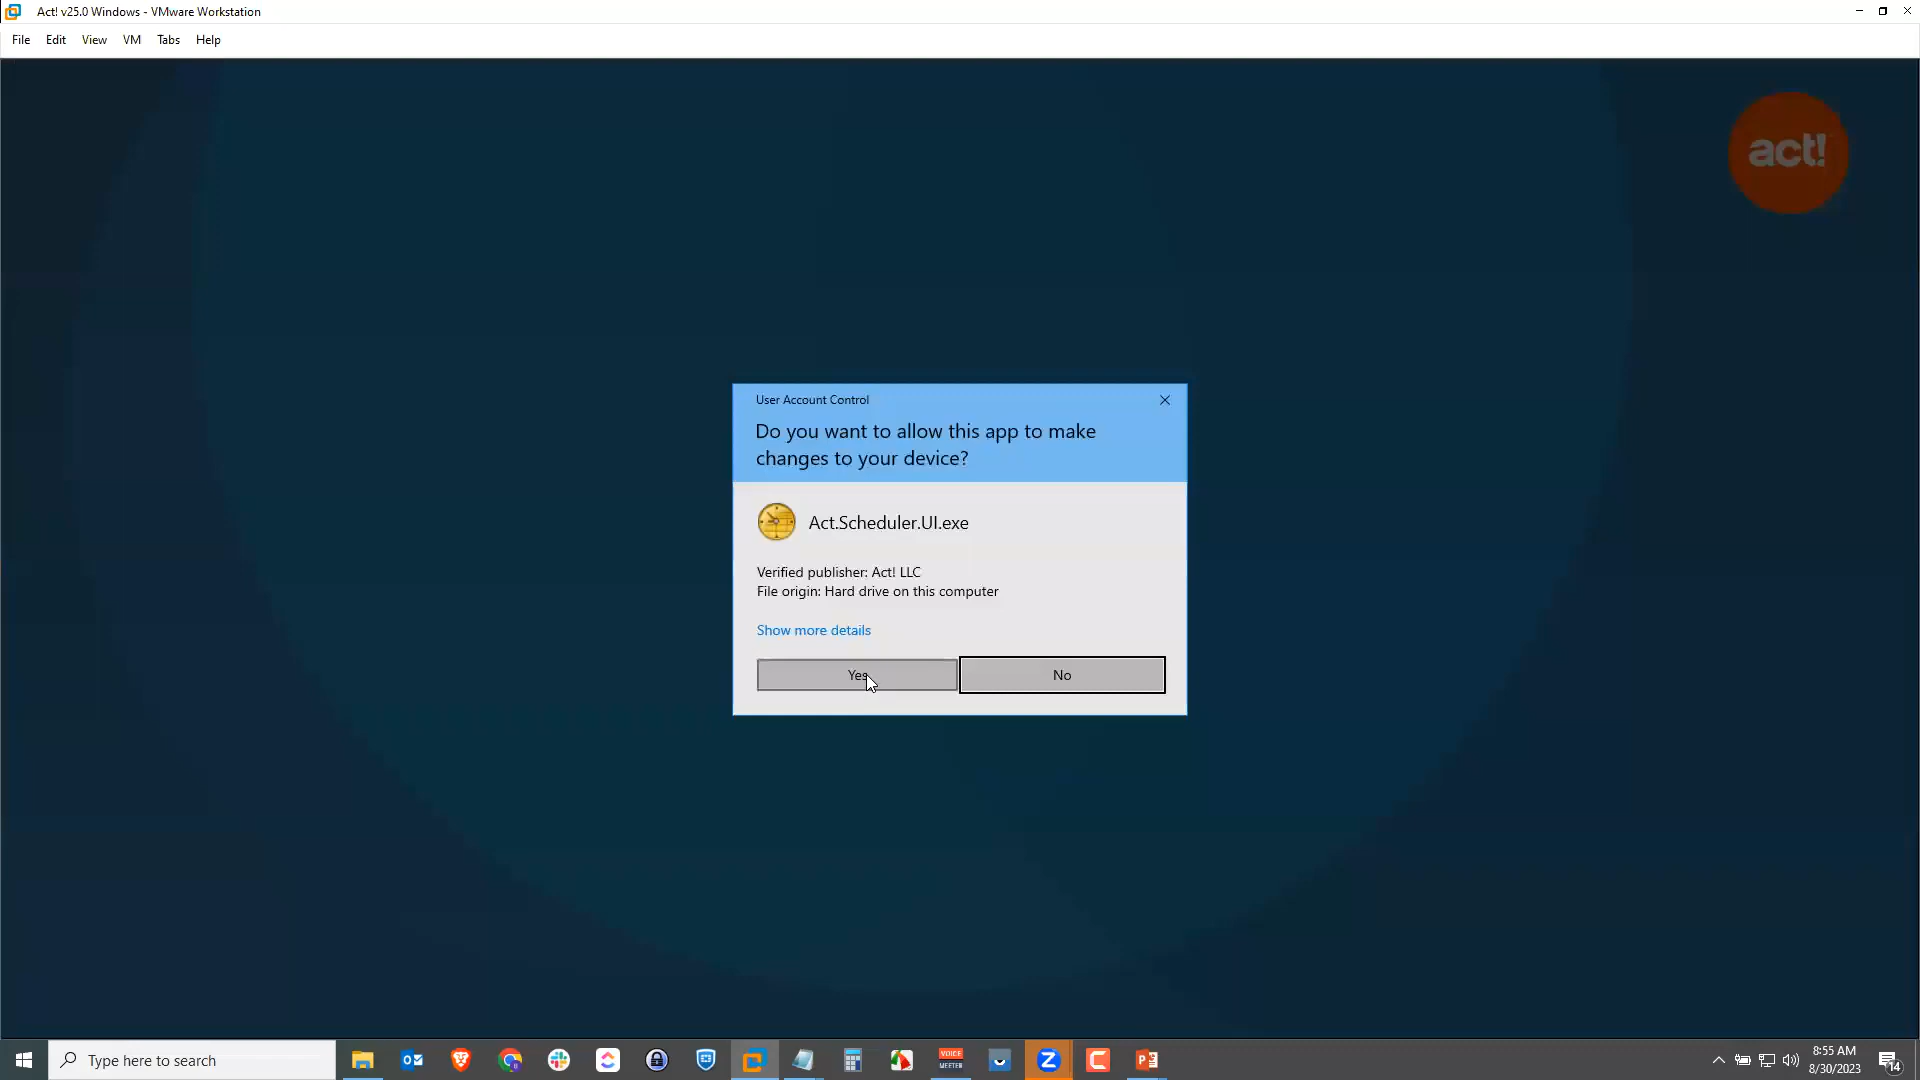 Act! v25.0 Windows - VMware Workstation
File Edit View VM Tabs Help
act!
User Account Control
Do you want to allow this app to make
changes to your device?
Act.Scheduler.UI.exe
Verified publisher: Act! LLC
File origin: Hard drive on this computer
Show more details
Yes No
Type here to search
VOICE
MEETER
8:55 AM
8/30/2023
14